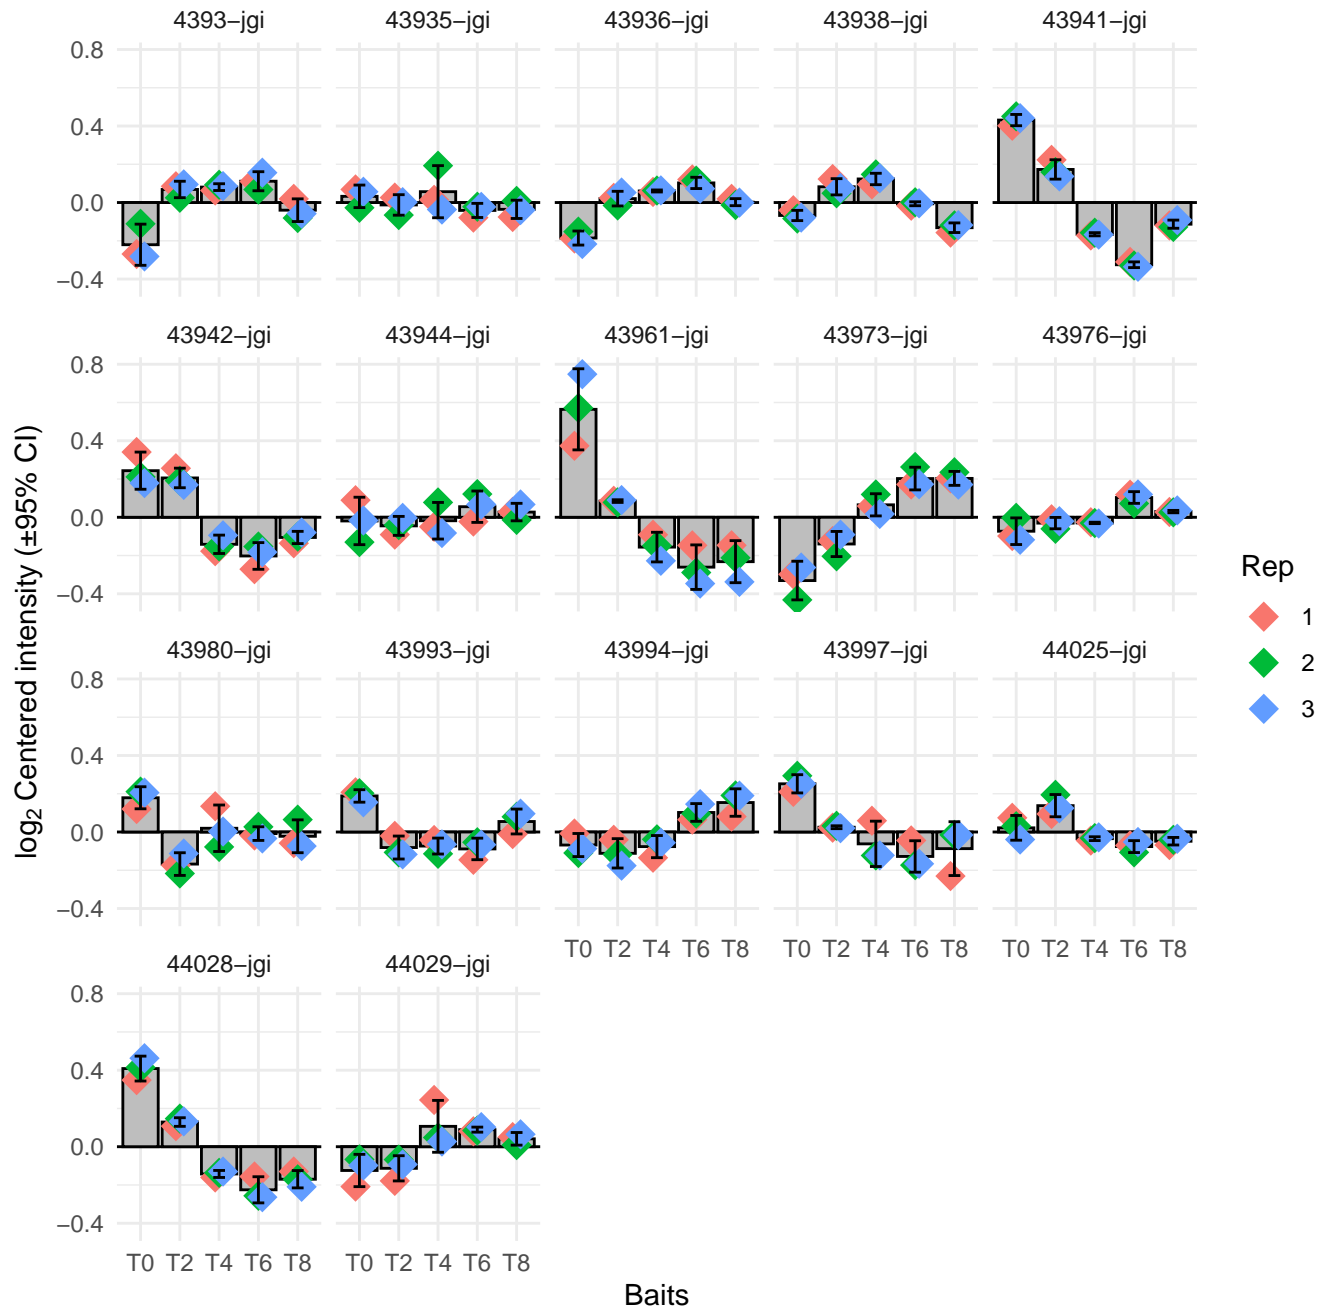 4393−jgi 43935−jgi 43936−jgi 43938−jgi 43941−jgi
0.8
0.4
0.0
−0.4
43942−jgi 43944−jgi 43961−jgi 43973−jgi 43976−jgi
0.8
0.4
0.0
−0.4
43980−jgi 43993−jgi 43994−jgi 43997−jgi 44025−jgi
0.8
0.4
0.0
−0.4
T0 T2 T4 T6 T8 T0 T2 T4 T6 T8 T0 T2 T4 T6 T8
44028−jgi 44029−jgi
0.8
0.4
0.0
−0.4
T0 T2 T4 T6 T8 T0 T2 T4 T6 T8
Baits
log2 Centered intensity (±95% CI)
Rep
1
2
3